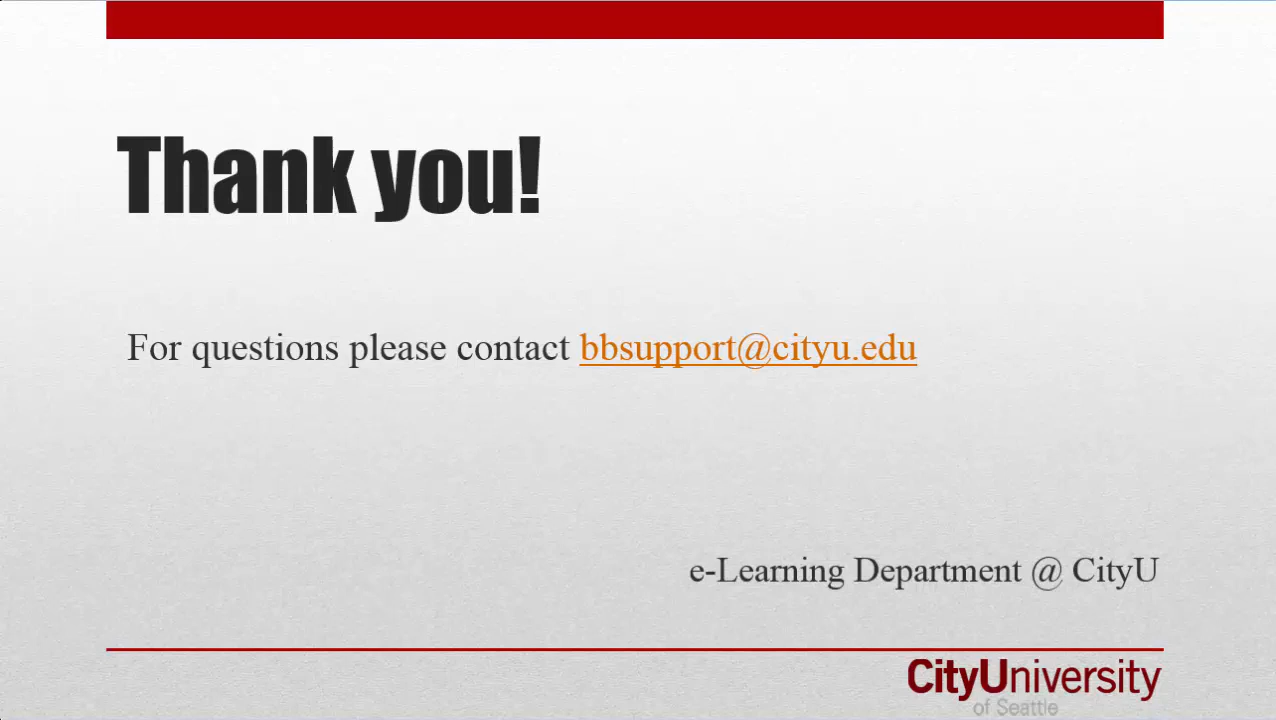 Thank you!
For questions please contact bbsupport@cityu.edu
e-Learning Department @ CityU
CityUniversity
of Seattle